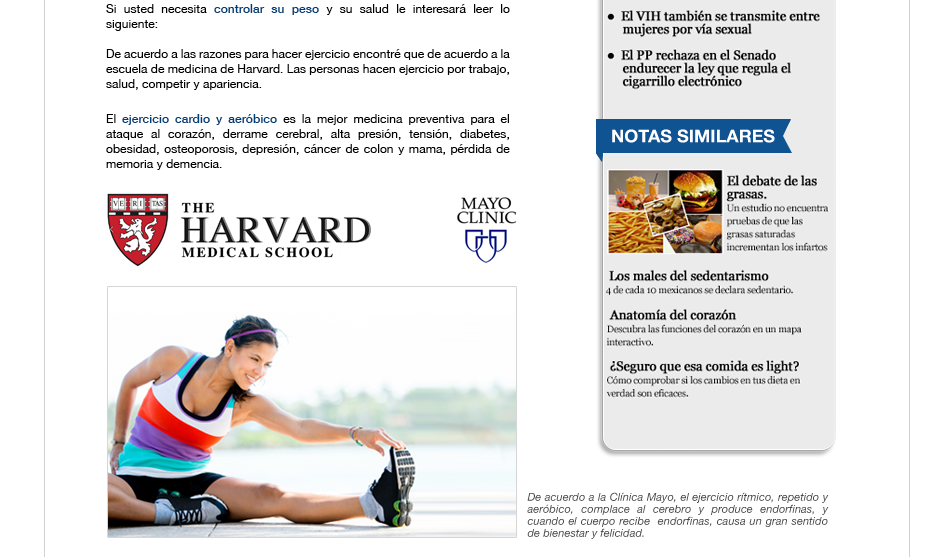 Si usted necesita controlar su peso y su salud le interesará leer lo
siguiente:
De acuerdo a las razones para hacer ejercicio encontré que de acuerdo a la
escuela de medicina de Harvard. Las personas hacen ejercicio por trabajo,
salud, competir y apariencia.
El ejercicio cardio y aeróbico es la mejor medicina preventiva para el
ataque al corazón, derrame cerebral, alta presión, tensión, diabetes,
obesidad, osteoporosis, depresión, cáncer de colon y mama, pérdida de
memoria y demencia.
VE RI TAS
THE
HARVARD
MEDICAL SCHOOL
MAYO
CLINIC
De acuerdo a la Clínica Mayo, el ejercicio rítmico, repetido y
aeróbico, complace al cerebro y produce endorfinas, y
cuando el cuerpo recibe endorfinas, causa un gran sentido
de bienestar y felicidad.
● El VIH también se transmite entre
mujeres por vía sexual
● El PP rechaza en el Senado
endurecer la ley que regula el
cigarrillo electrónico
NOTAS SIMILARES
El debate de las
grasas.
Un estudio no encuentra
pruebas de que las
grasas saturadas
incrementan los infartos
Los males del sedentarismo
4 de cada 10 mexicanos se declara sedentario.
Anatomía del corazón
Descubra las funciones del corazón en un mapa
interactivo.
¿Seguro que esa comida es light?
Cómo comprobar si los cambios en tus dieta en
verdad son eficaces.